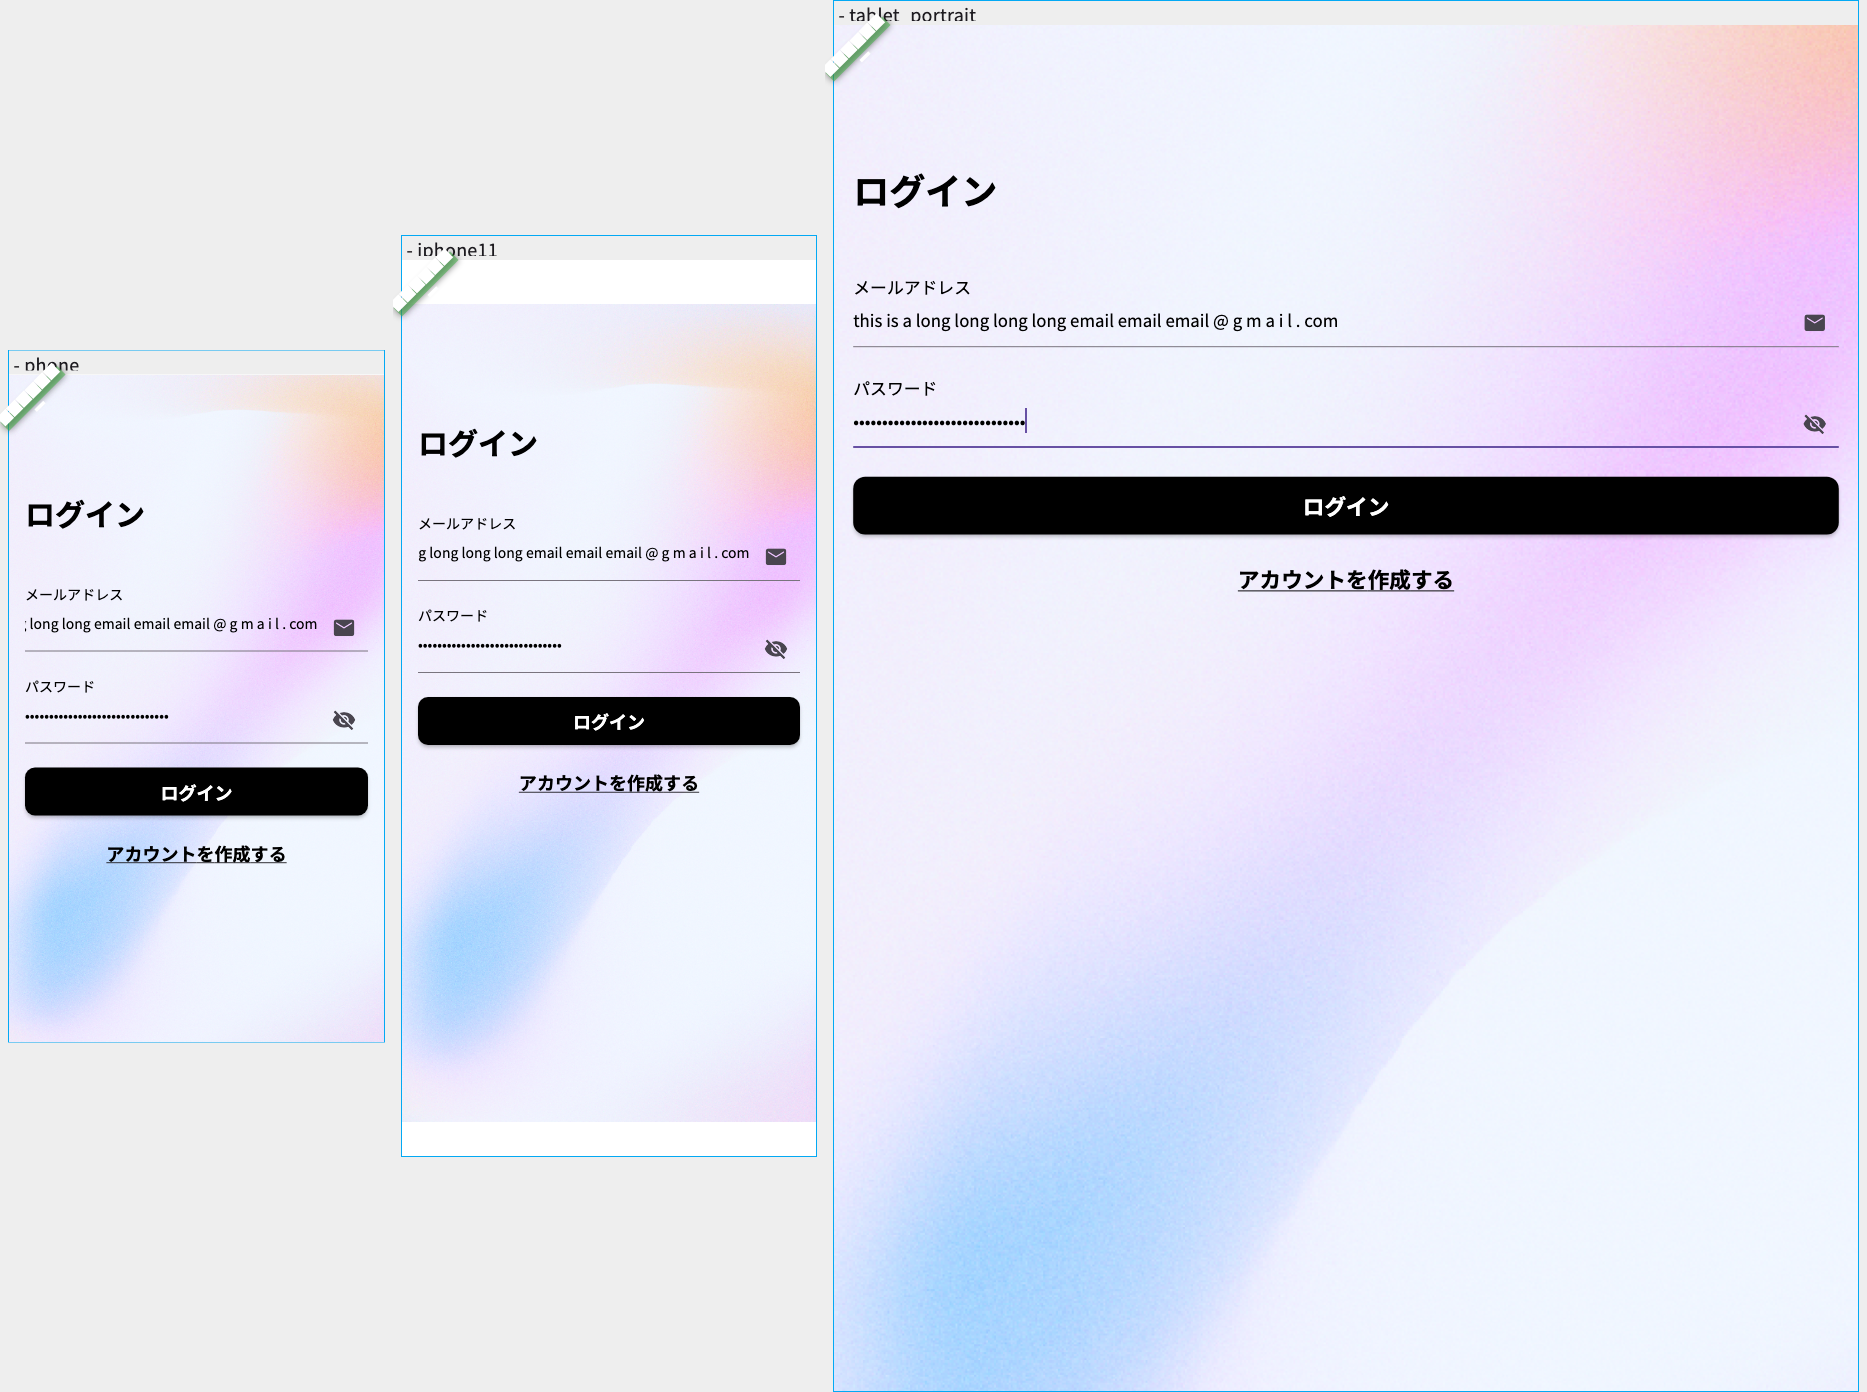 - phone
ログイン
メールアドレス
long long email email email @ g m a i l . com
パスワード
••••••••••••••••••••••••••••••
ログイン
アカウントを作成する
- iphone11
ログイン
メールアドレス
g long long long email email email @ g m a i l . com
パスワード
••••••••••••••••••••••••••••••
ログイン
アカウントを作成する
- tablet_portrait
ログイン
メールアドレス
this is a long long long long email email email @ g m a i l . com
パスワード
••••••••••••••••••••••••••••••
ログイン
アカウントを作成する